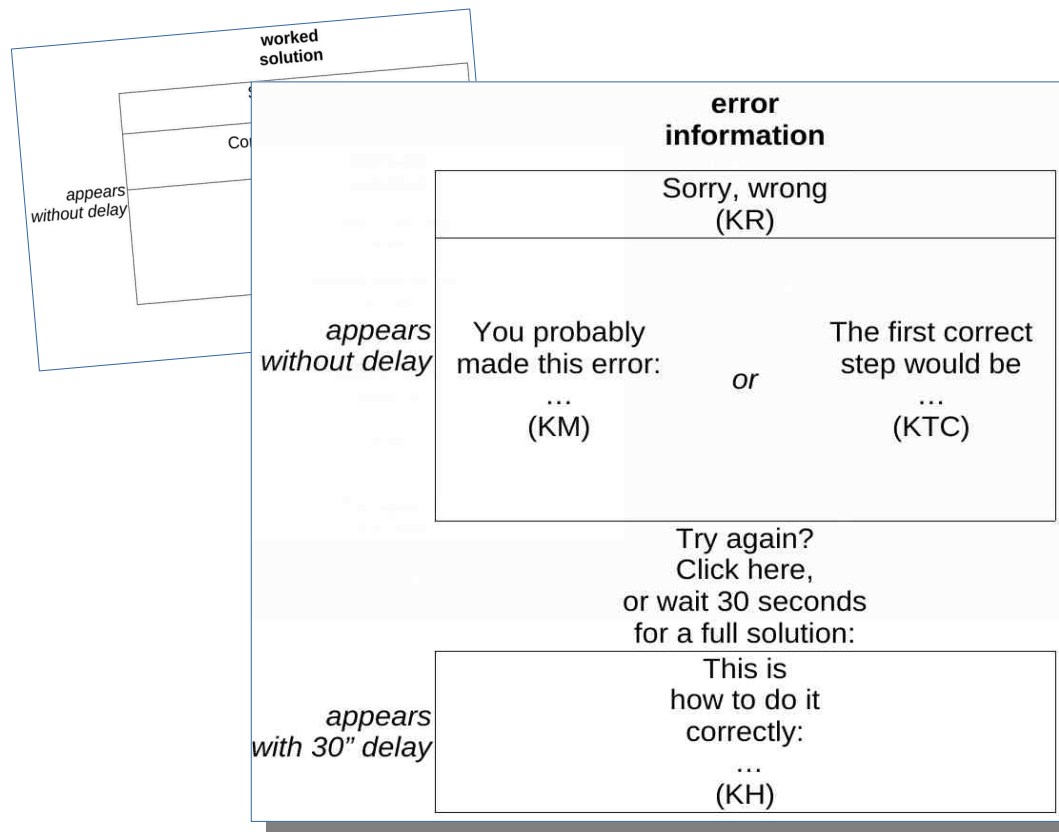 worked
solution
appears
without delay
error
information
Sorry, wrong
(KR)
appears
without delay
You probably
made this error:
…
(KM)
or
The first correct
step would be
…
(KTC)
Try again?
Click here,
or wait 30 seconds
for a full solution:
appears
with 30” delay
This is
how to do it
correctly:
…
(KH)